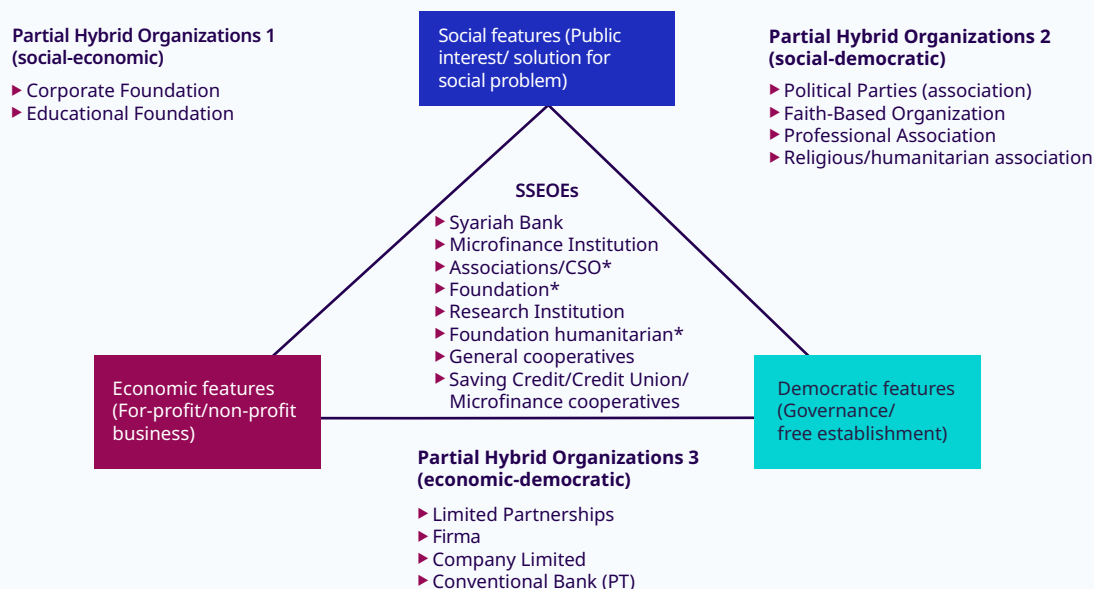 Partial Hybrid Organizations 1
(social-economic)
▶ Corporate Foundation
▶ Educational Foundation
Social features (Public
interest/ solution for
social problem)
Partial Hybrid Organizations 2
(social-democratic)
▶ Political Parties (association)
▶ Faith-Based Organization
▶ Professional Association
▶ Religious/humanitarian association
SSEOEs
▶ Syariah Bank
▶ Microfinance Institution
▶ Associations/CSO*
▶ Foundation*
▶ Research Institution
▶ Foundation humanitarian*
▶ General cooperatives
▶ Saving Credit/Credit Union/
Microfinance cooperatives
Economic features
(For-profit/non-profit
business)
Democratic features
(Governance/
free establishment)
Partial Hybrid Organizations 3
(economic-democratic)
▶ Limited Partnerships
▶ Firma
▶ Company Limited
▶ Conventional Bank (PT)